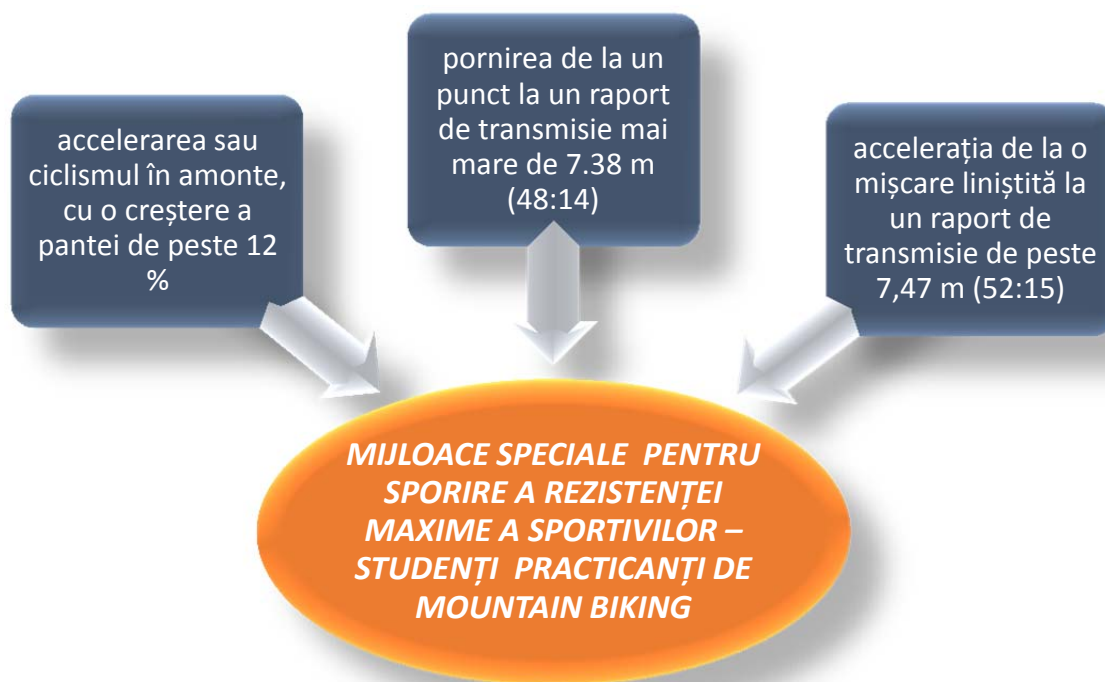 accelerarea sau
ciclismul în amonte,
cu o creștere a
pantei de peste 12
%
pornirea de la un
punct la un raport
de transmisie mai
mare de 7.38 m
(48:14)
accelerația de la o
mișcare liniștită la
un raport de
transmisie de peste
7,47 m (52:15)
MIJLOACE SPECIALE PENTRU
SPORIRE A REZISTENȚEI
MAXIME A SPORTIVILOR –
STUDENȚI PRACTICANȚI DE
MOUNTAIN BIKING